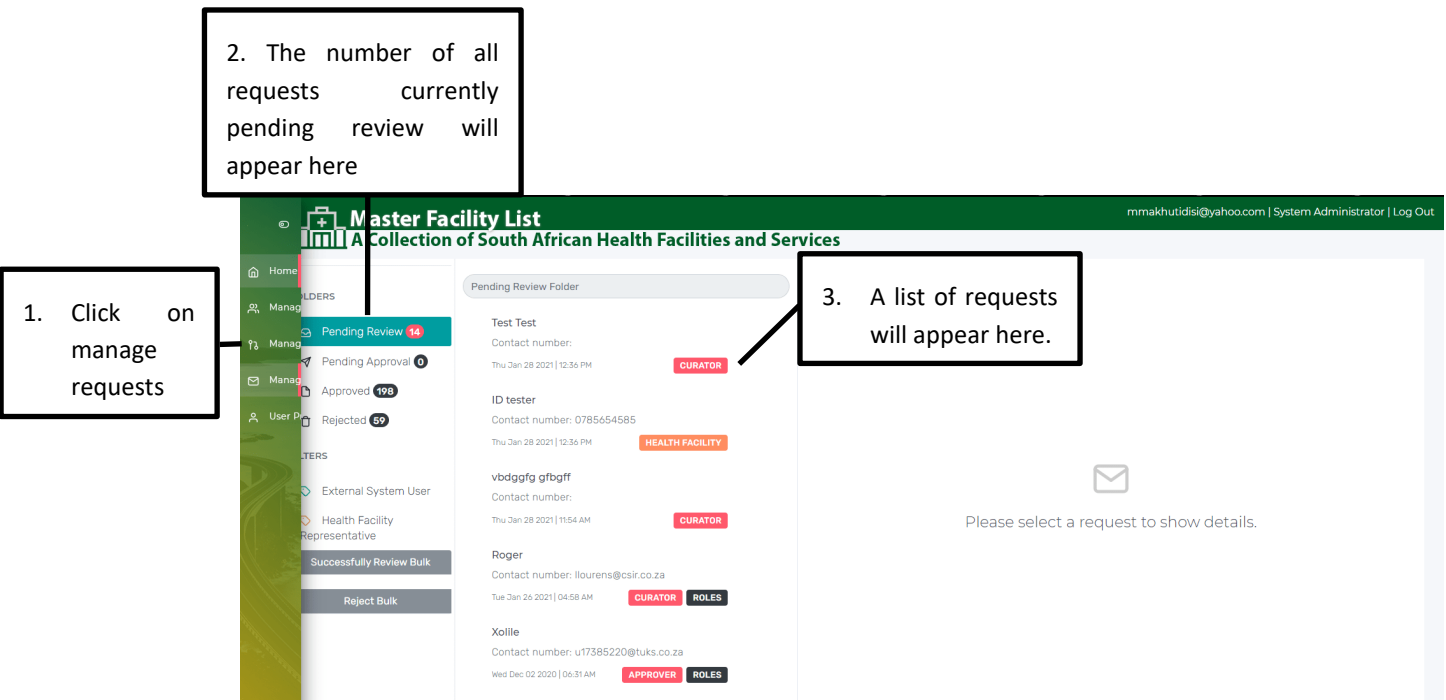 2. The number of all
requests currently
pending review will
appear here
Master Facility List
A Collection of South African Health Facilities and Services
mmakhutidisi@yahoo.com | System Administrator | Log Out
1. Click on
manage
requests
Home
Manag
Manag
Manag
User P
LDERS
Pending Review 14
Pending Approval 0
Approved 198
Rejected 59
TERS
External System User
Health Facility
Representative
Successfully Review Bulk
Reject Bulk
Pending Review Folder
Test Test
Contact number:
Thu Jan 28 2021 | 12:36 PM CURATOR
ID tester
Contact number: 0785654585
Thu Jan 28 2021 | 12:36 PM HEALTH FACILITY
vbdggfg gfbgff
Contact number:
Thu Jan 28 2021 | 11:54 AM CURATOR
Roger
Contact number: llourens@csir.co.za
Tue Jan 26 2021 | 04:58 AM CURATOR ROLES
Xolile
Contact number: u17385220@tuks.co.za
Wed Dec 02 2020 | 06:31 AM APPROVER ROLES
3. A list of requests
will appear here.
Please select a request to show details.